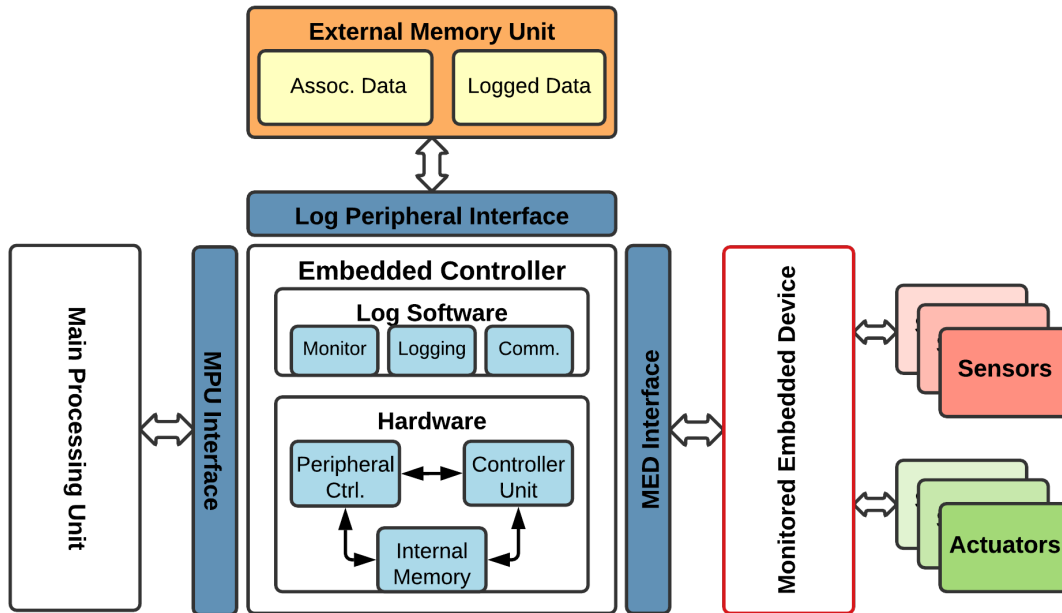 External Memory Unit
Assoc. Data
Logged Data
Log Peripheral Interface
Main Processing Unit
MPU Interface
Embedded Controller
Log Software
Monitor
Logging
Comm.
Hardware
Peripheral
Ctrl.
Controller
Unit
Internal
Memory
MED Interface
Monitored Embedded Device
Sensors
Actuators